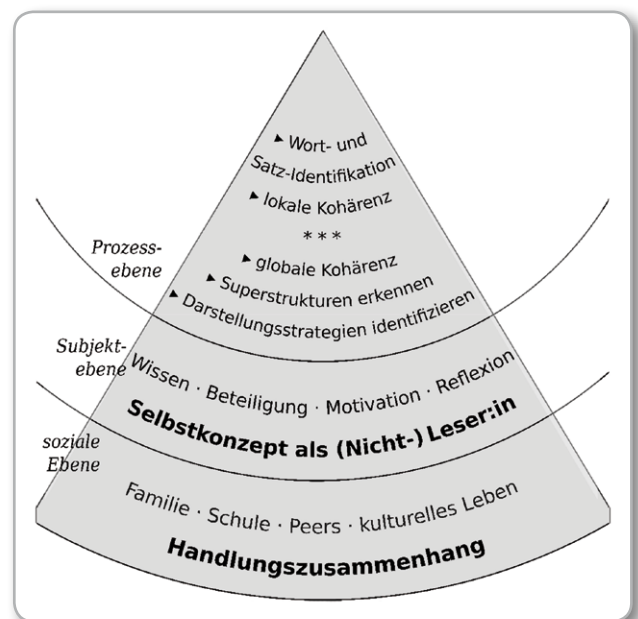 ▸ Wort- und
Satz-Identifikation
▸ lokale Kohärenz
* * *
▸ globale Kohärenz
▸ Superstrukturen erkennen
▸ Darstellungsstrategien identifizieren
Prozess-
ebene
Wissen · Beteiligung · Motivation · Reflexion
Selbstkonzept als (Nicht-) Leser:in
Subjekt-
ebene
Familie · Schule · Peers · kulturelles Leben
Handlungszusammenhang
soziale
Ebene